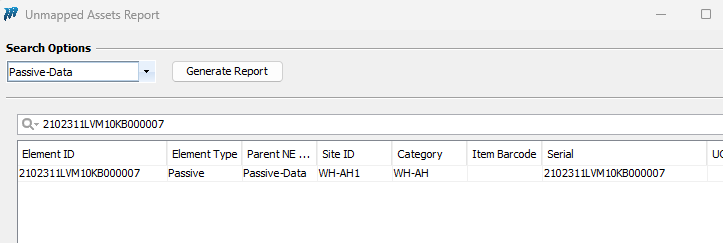 Unmapped Assets Report
Search Options
Passive-Data Generate Report
2102311LVM10KB000007
Element ID Element Type Parent NE ... Site ID Category Item Barcode Serial UC
2102311LVM10KB000007 Passive Passive-Data WH-AH1 WH-AH 2102311LVM10KB000007